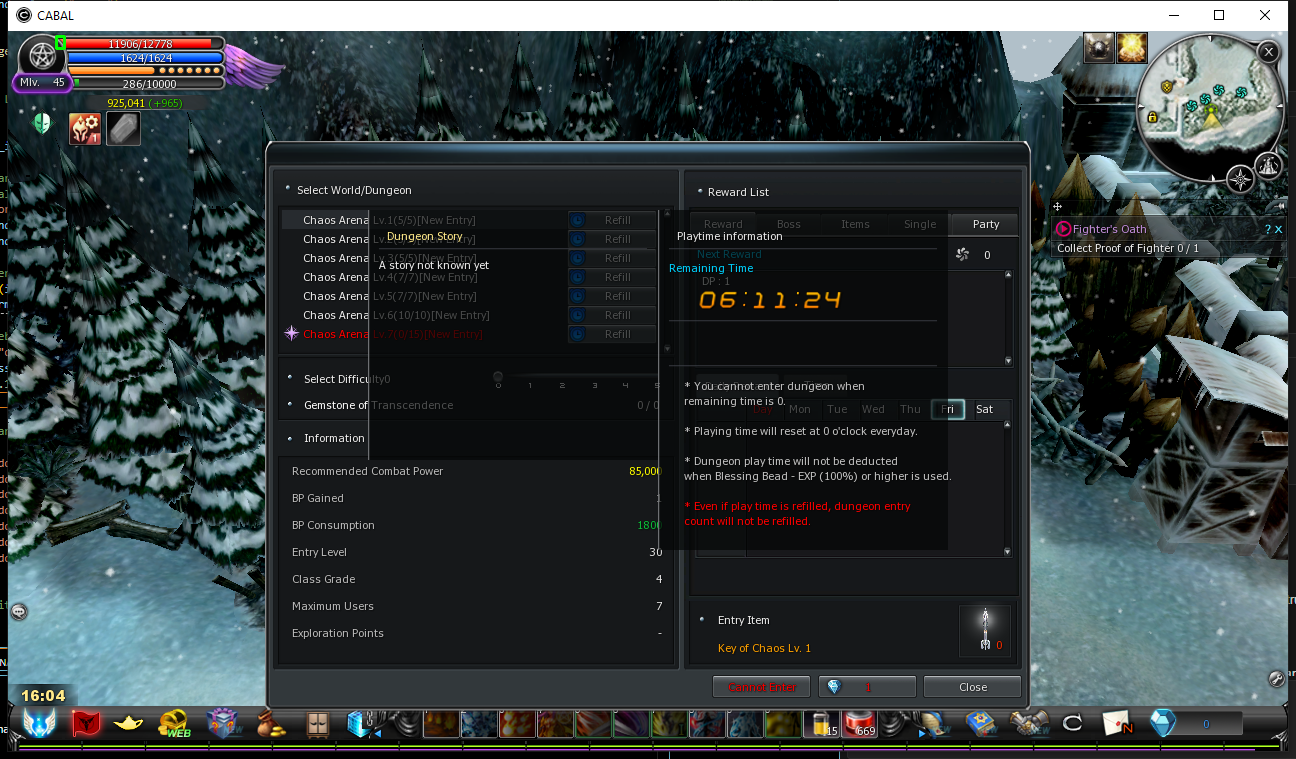 CABAL
11906/12778
1624/1624
Mlv. 45
286/10000
925,041 (+965)
1
Fighter's Oath
? X
Collect Proof of Fighter 0 / 1
Select World/Dungeon
Chaos Arena Lv.1(5/5)[New Entry]
Refill
Chaos Arena
Refill
Chaos Arena Lv.3(5/5)[New Entry]
Refill
Chaos Arena Lv.4(7/7)[New Entry]
Refill
Chaos Arena Lv.5(7/7)[New Entry]
Refill
Chaos Arena Lv.6(10/10)[New Entry]
Refill
Chaos Arena Lv.7(0/15)[New Entry]
Refill
Dungeon Story
A story not known yet
Select Difficulty0
0 1 2 3 4 5
Gemstone of Transcendence
0 / 0
Information
Recommended Combat Power
85,000
BP Gained
1
BP Consumption
1800
Entry Level
30
Class Grade
4
Maximum Users
7
Exploration Points
-
Reward List
Reward Boss Items Single Party
Playtime information
Next Reward
0
Remaining Time
DP : 1
06:11:24
* You cannot enter dungeon when
remaining time is 0.
Day Mon Tue Wed Thu Fri Sat
* Playing time will reset at 0 o'clock everyday.
* Dungeon play time will not be deducted
when Blessing Bead - EXP (100%) or higher is used.
* Even if play time is refilled, dungeon entry
count will not be refilled.
Entry Item
Key of Chaos Lv. 1
0
Cannot Enter
1
Close
16:04
WEB
15
669
N
0